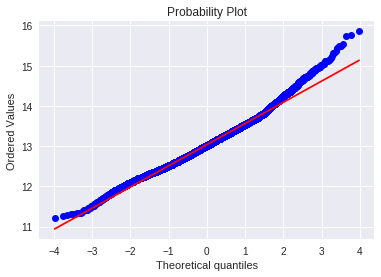 Probability Plot
16
15
14
13
12
11
Ordered Values
−4 −3 −2 −1 0 1 2 3 4
Theoretical quantiles